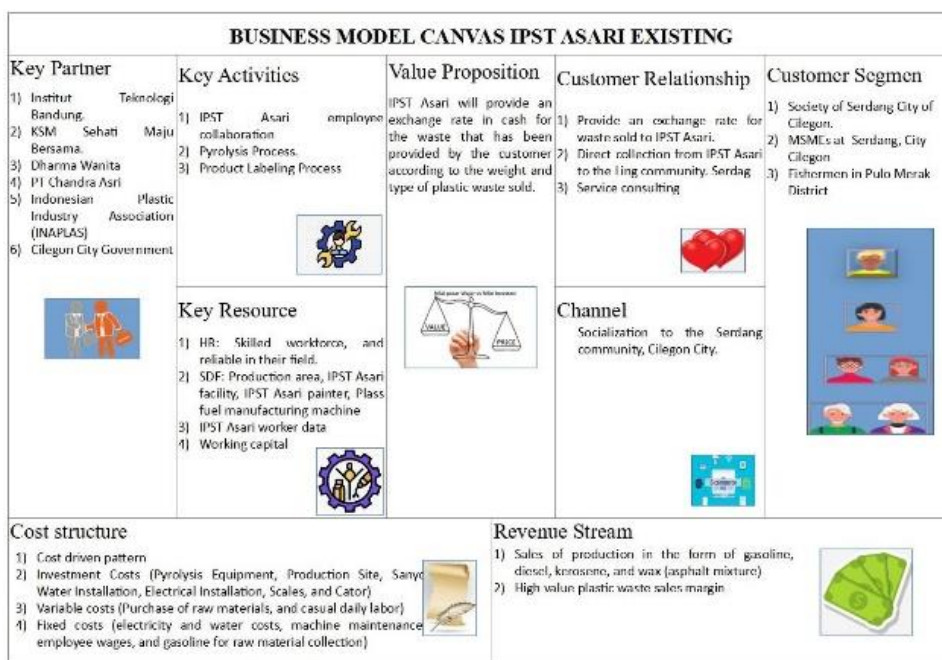 BUSINESS MODEL CANVAS IPST ASARI EXISTING
Key Partner
1) Institut Teknologi
Bandung.
2) KSM Sehati Maju
Bersama.
3) Dharma Wanita
4) PT Chandra Asri
5) Indonesian Plastic
Industry Association
(INAPLAS)
6) Cilegon City Government
Key Activities
1) IPST Asari employee
collaboration
2) Pyrolysis Process.
3) Product Labeling Process
Key Resource
1) HR: Skilled workforce, and
reliable in their field.
2) SDF: Production area, IPST Asari
facility, IPST Asari painter, Plass
fuel manufacturing machine
3) IPST Asari worker data
4) Working capital
Value Proposition
IPST Asari will provide an
exchange rate in cash for
the waste that has been
provided by the customer
according to the weight and
type of plastic waste sold.
VALUE
PRICE
Customer Relationship
1) Provide an exchange rate for
waste sold to IPST Asari.
2) Direct collection from IPST Asari
to the Ling community. Serdag
3) Service consulting
Channel
Socialization to the Serdang
community, Cilegon City.
Customer Segmen
1) Society of Serdang City of
Cilegon.
2) MSMEs at Serdang, City
Cilegon
3) Fishermen in Pulo Merak
District
Cost structure
1) Cost driven pattern
2) Investment Costs (Pyrolysis Equipment, Production Site, Sanyo
Water Installation, Electrical Installation, Scales, and Cator)
3) Variable costs (Purchase of raw materials, and casual daily labor)
4) Fixed costs (electricity and water costs, machine maintenance
employee wages, and gasoline for raw material collection)
Revenue Stream
1) Sales of production in the form of gasoline,
diesel, kerosene, and wax (asphalt mixture)
2) High value plastic waste sales margin